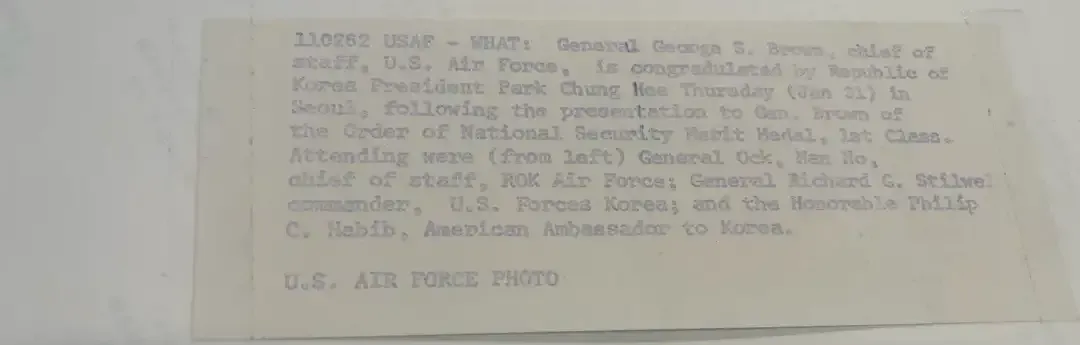 110262 USAF - WHAT: General George S. Brown, chief of
staff, U.S. Air Force, is congradulated by Republic of
Korea President Park Chung Hee Thursday (Jan 31) in
Seoul, following the presentation to Gen. Brown of
the Order of National Security Merit Medal, 1st Class.
Attending were (from left) General Ock, Man Ho,
chief of staff, ROK Air Force; General Richard G. Stilwel
commander, U.S. Forces Korea; and the Honorable Philip
C. Habib, American Ambassador to Korea.
U.S. AIR FORCE PHOTO